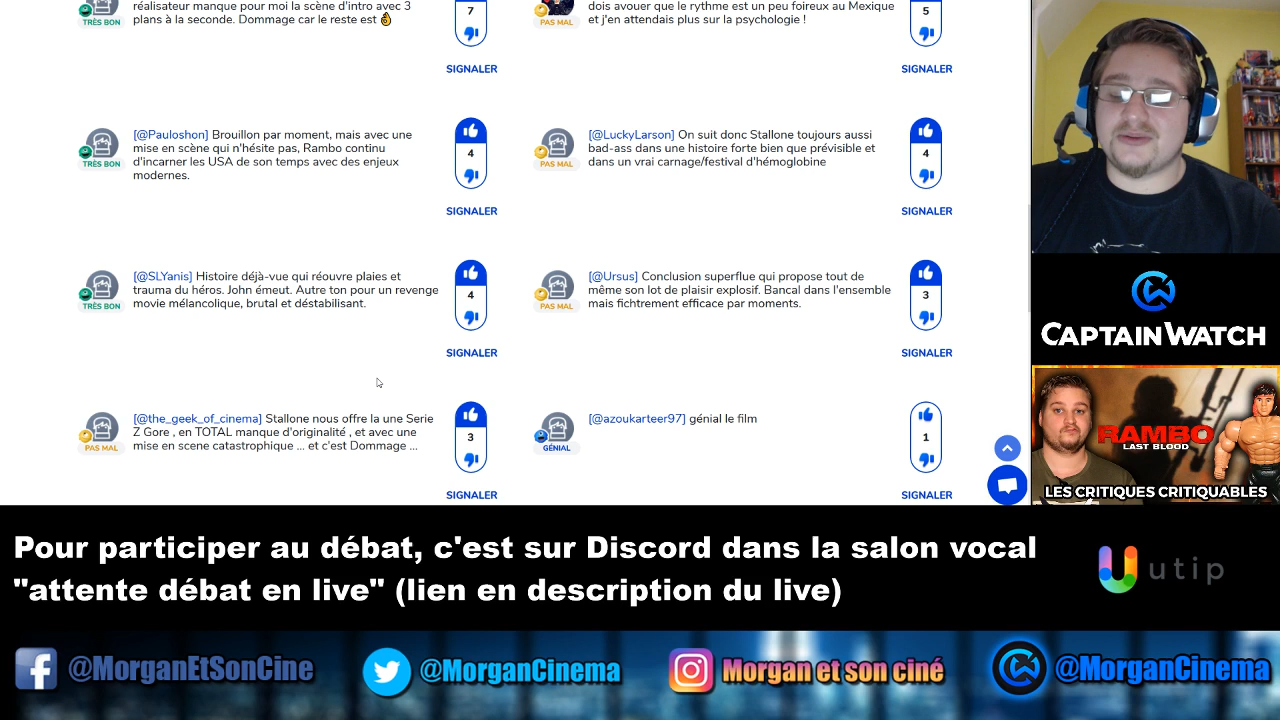 réalisateur manque pour moi la scène d'intro avec 3
plans à la seconde. Dommage car le reste est 👌
TRÈS BON
7
SIGNALER
dois avouer que le rythme est un peu foireux au Mexique
et j'en attendais plus sur la psychologie !
PAS MAL
5
SIGNALER
[@Pauloshon] Brouillon par moment, mais avec une
mise en scène qui n'hésite pas, Rambo continu
d'incarner les USA de son temps avec des enjeux
modernes.
TRÈS BON
4
SIGNALER
[@LuckyLarson] On suit donc Stallone toujours aussi
bad-ass dans une histoire forte bien que prévisible et
dans un vrai carnage/festival d'hémoglobine
PAS MAL
4
SIGNALER
[@SLYanis] Histoire déjà-vue qui réouvre plaies et
trauma du héros. John émeut. Autre ton pour un revenge
movie mélancolique, brutal et déstabilisant.
TRÈS BON
4
SIGNALER
[@Ursus] Conclusion superflue qui propose tout de
même son lot de plaisir explosif. Bancal dans l'ensemble
mais fichtrement efficace par moments.
PAS MAL
3
SIGNALER
[@the_geek_of_cinema] Stallone nous offre la une Serie
Z Gore , en TOTAL manque d'originalité , et avec une
mise en scene catastrophique ... et c'est Dommage ...
PAS MAL
3
SIGNALER
[@azoukarteer97] génial le film
GÉNIAL
1
SIGNALER
CAPTAINWATCH
RAMBO
LAST BLOOD
LES CRITIQUES CRITIQUABLES
Pour participer au débat, c'est sur Discord dans la salon vocal
"attente débat en live" (lien en description du live)
utip
@MorganEtSonCine
@MorganCinema
Morgan et son ciné
@MorganCinema